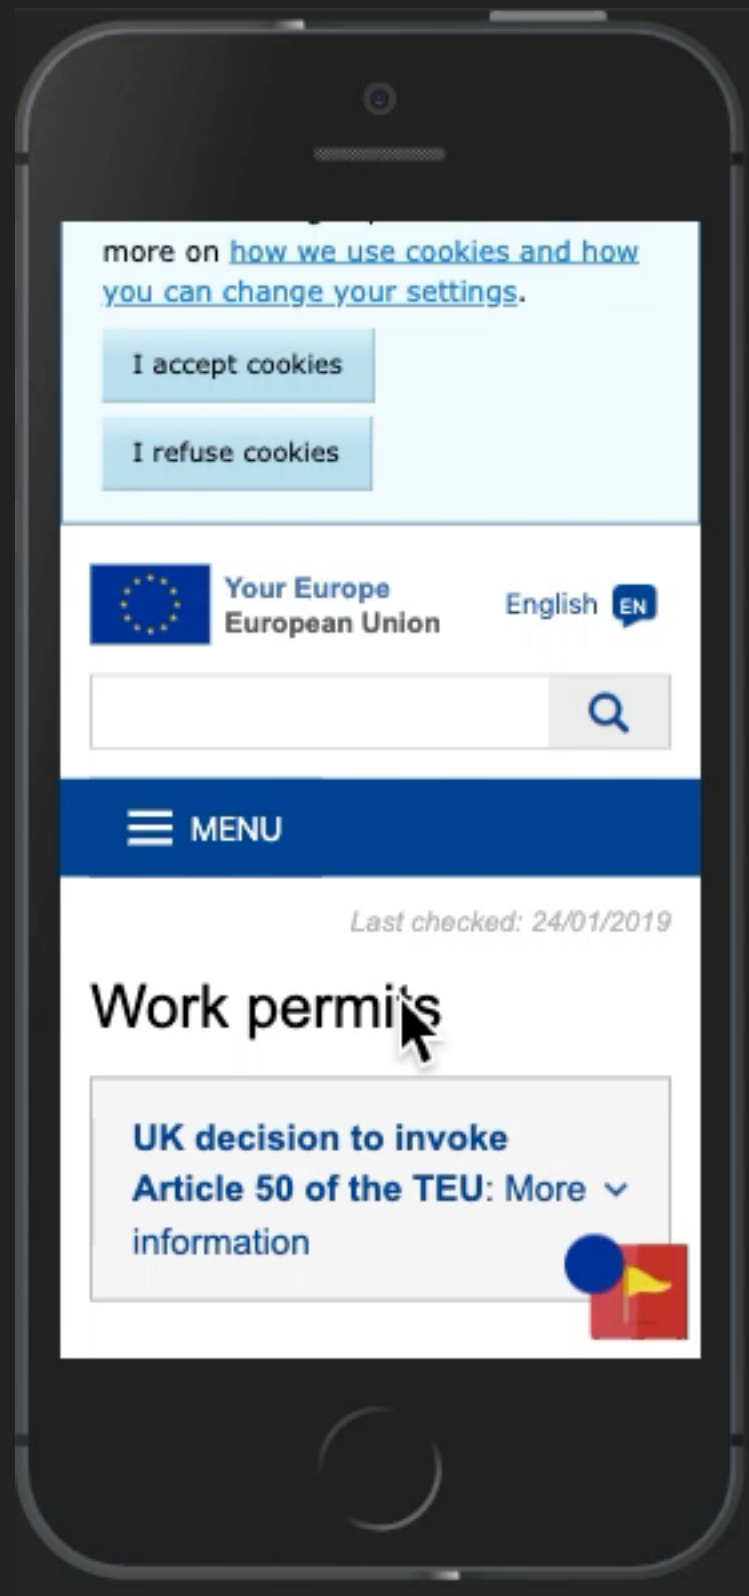 more on how we use cookies and how
you can change your settings.
I accept cookies
I refuse cookies
Your Europe
European Union
English EN
MENU
Last checked: 24/01/2019
Work permits
UK decision to invoke
Article 50 of the TEU: More
information